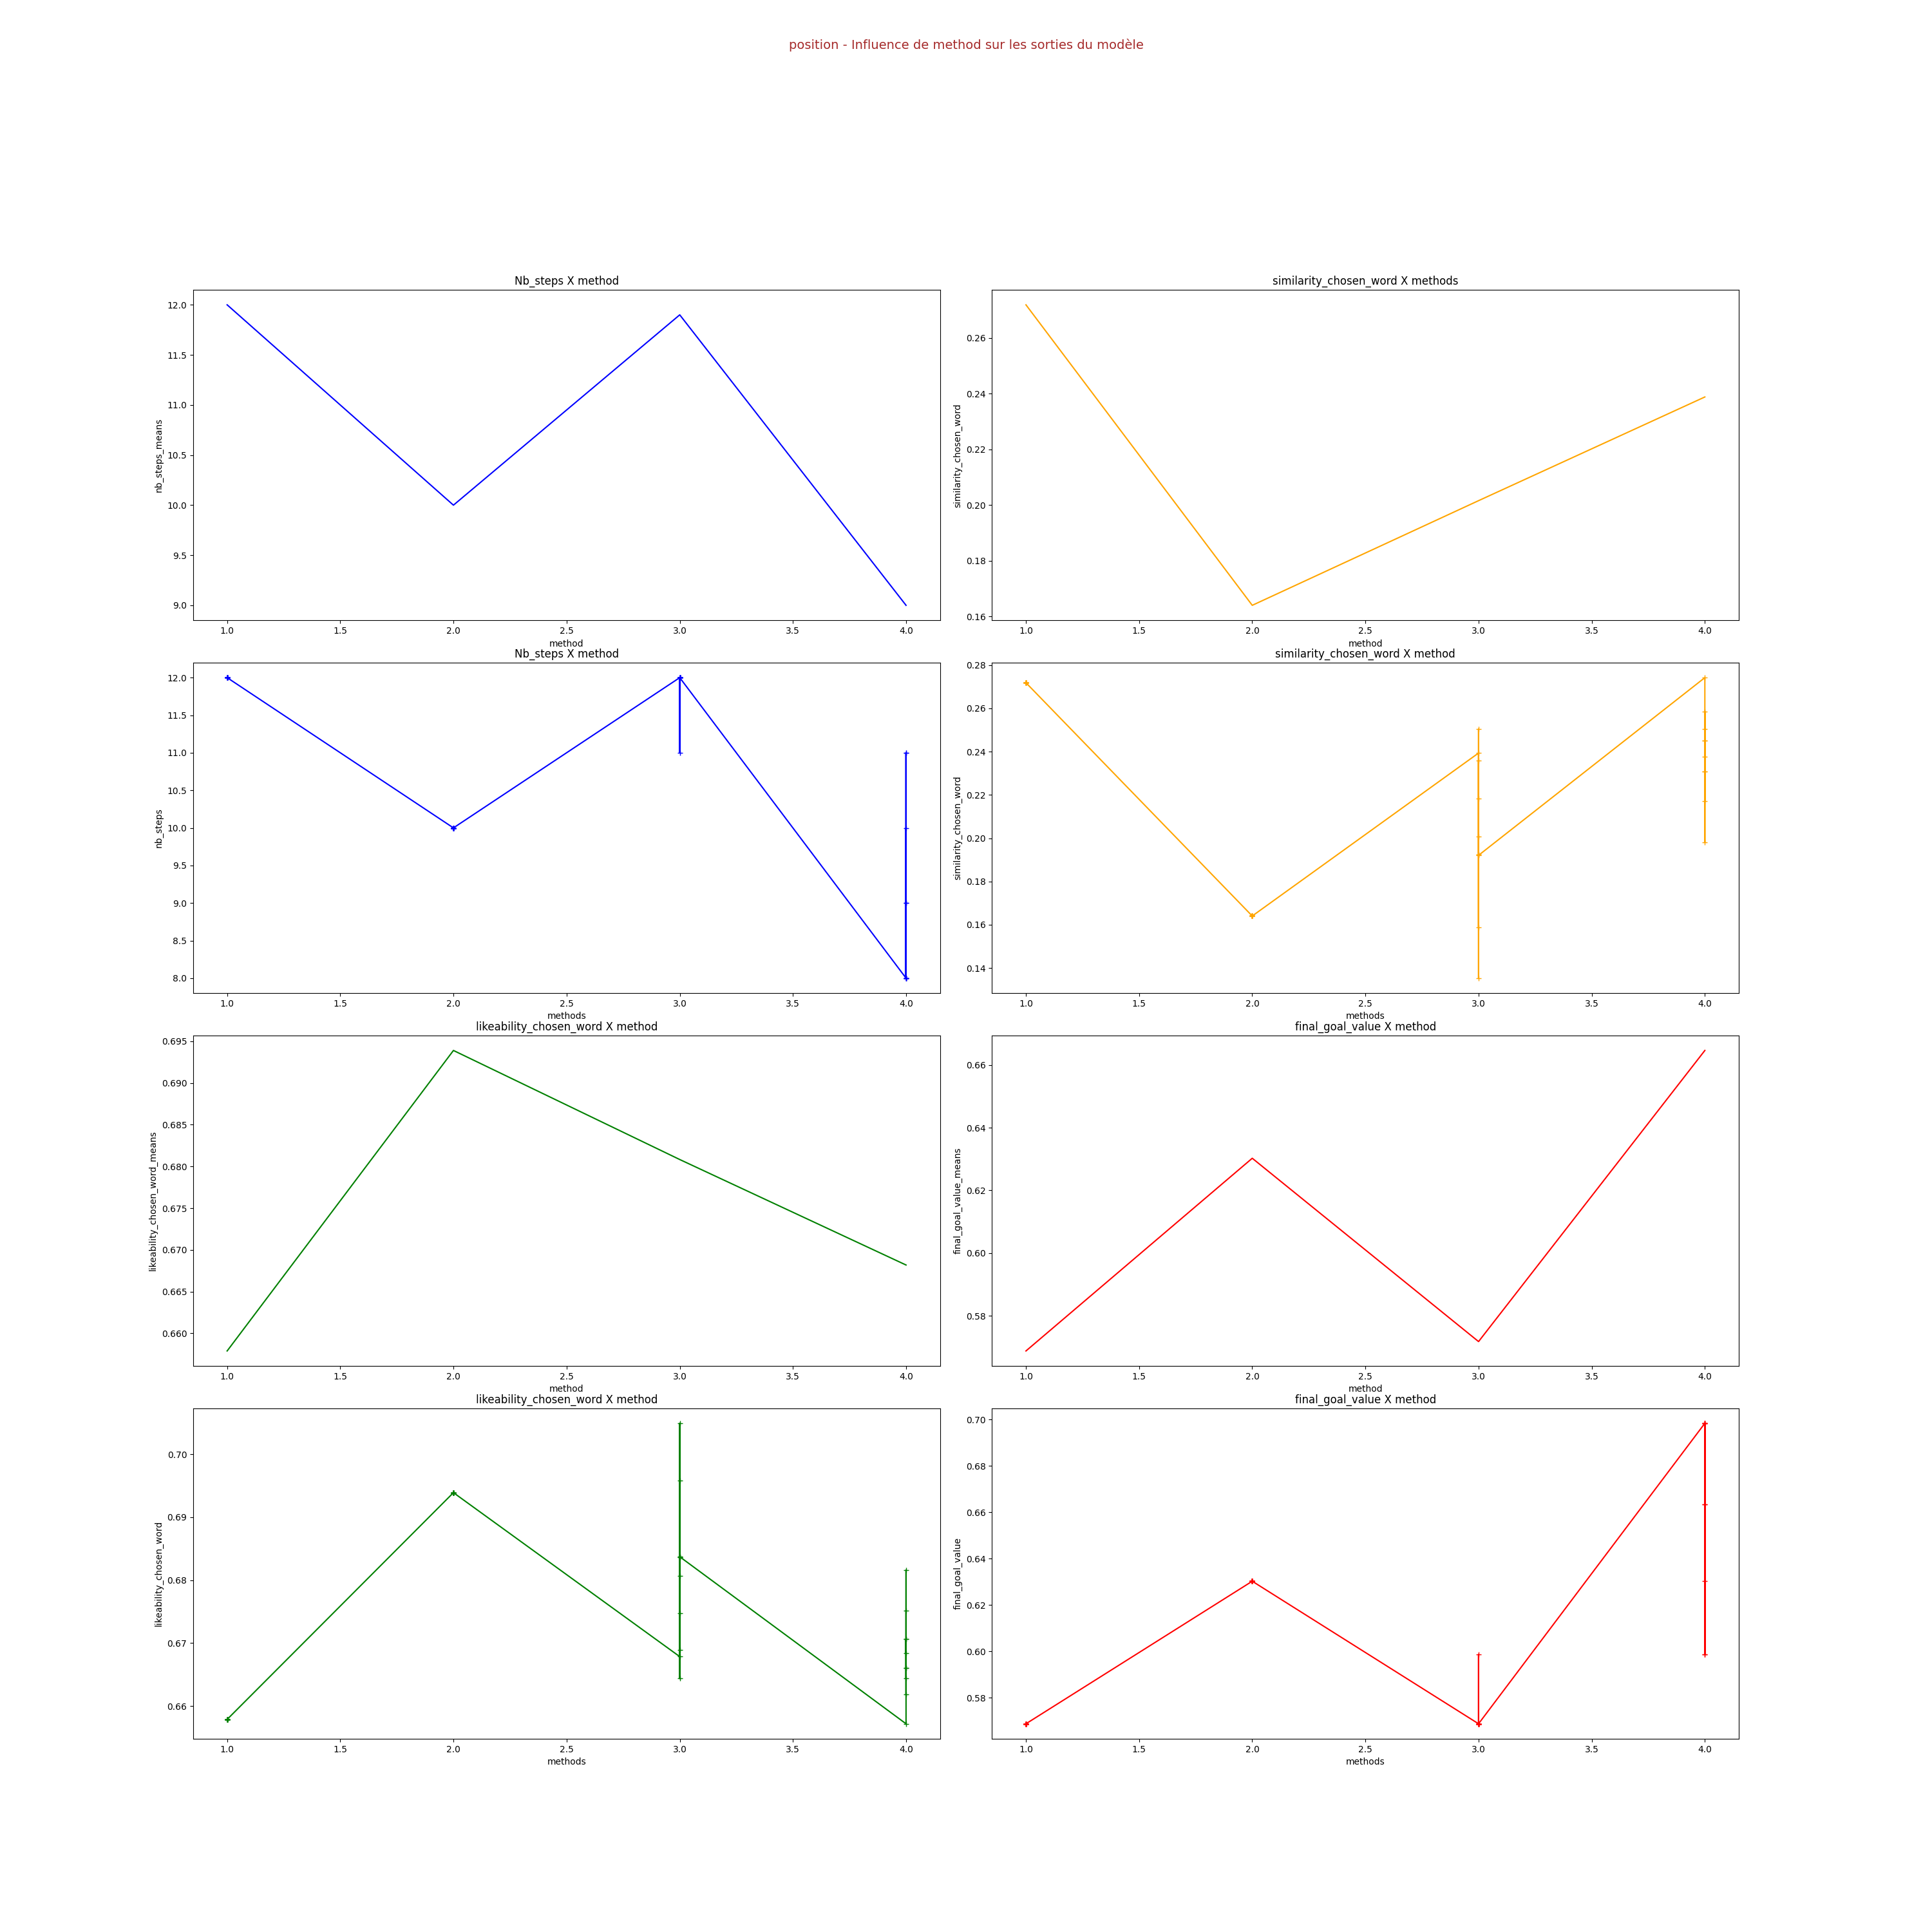 position - Influence de method sur les sorties du modèle
Nb_steps X method
12.0
11.5
11.0
10.5
10.0
9.5
9.0
nb_steps_means
1.0 1.5 2.0 2.5 3.0 3.5 4.0
method
similarity_chosen_word X methods
0.26
0.24
0.22
0.20
0.18
0.16
similarity_chosen_word
1.0 1.5 2.0 2.5 3.0 3.5 4.0
method
Nb_steps X method
12.0
11.5
11.0
10.5
10.0
9.5
9.0
8.5
8.0
nb_steps
1.0 1.5 2.0 2.5 3.0 3.5 4.0
methods
similarity_chosen_word X method
0.28
0.26
0.24
0.22
0.20
0.18
0.16
0.14
similarity_chosen_word
1.0 1.5 2.0 2.5 3.0 3.5 4.0
methods
likeability_chosen_word X method
0.695
0.690
0.685
0.680
0.675
0.670
0.665
0.660
likeability_chosen_word_means
1.0 1.5 2.0 2.5 3.0 3.5 4.0
method
final_goal_value X method
0.66
0.64
0.62
0.60
0.58
final_goal_value_means
1.0 1.5 2.0 2.5 3.0 3.5 4.0
method
likeability_chosen_word X method
0.70
0.69
0.68
0.67
0.66
likeability_chosen_word
1.0 1.5 2.0 2.5 3.0 3.5 4.0
methods
final_goal_value X method
0.70
0.68
0.66
0.64
0.62
0.60
0.58
final_goal_value
1.0 1.5 2.0 2.5 3.0 3.5 4.0
methods